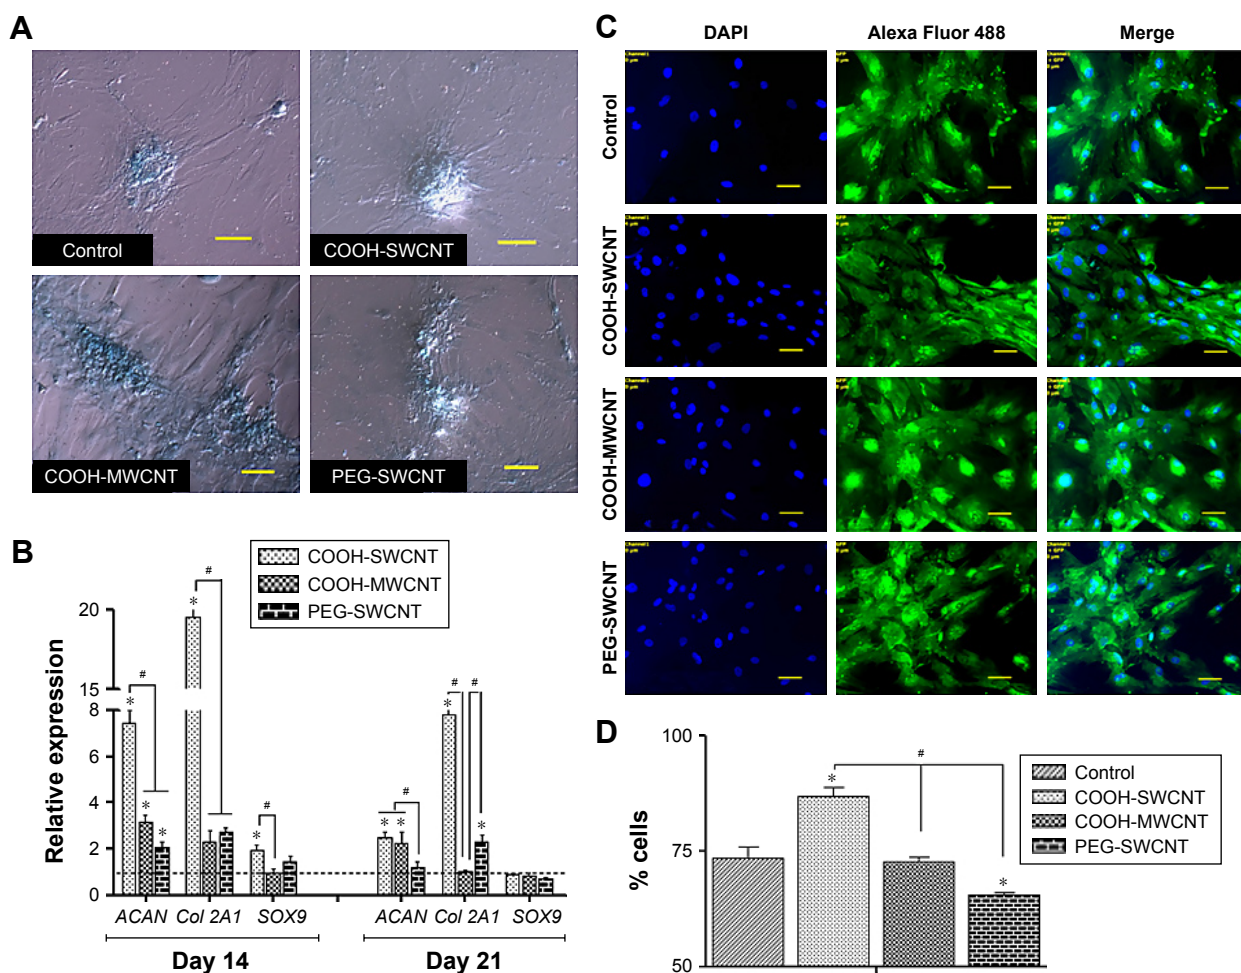 A
Control
COOH-SWCNT
COOH-MWCNT
PEG-SWCNT
B
COOH-SWCNT
COOH-MWCNT
PEG-SWCNT
Relative expression
20
15
8
6
4
2
0
#
*
#
*
*
*
#
*
#
* *
#
*
#
#
*
ACAN Col 2A1 SOX9
ACAN Col 2A1 SOX9
Day 14
Day 21
C
DAPI
Alexa Fluor 488
Merge
Control
COOH-SWCNT
COOH-MWCNT
PEG-SWCNT
D
% cells
100
75
50
*
#
*
Control
COOH-SWCNT
COOH-MWCNT
PEG-SWCNT